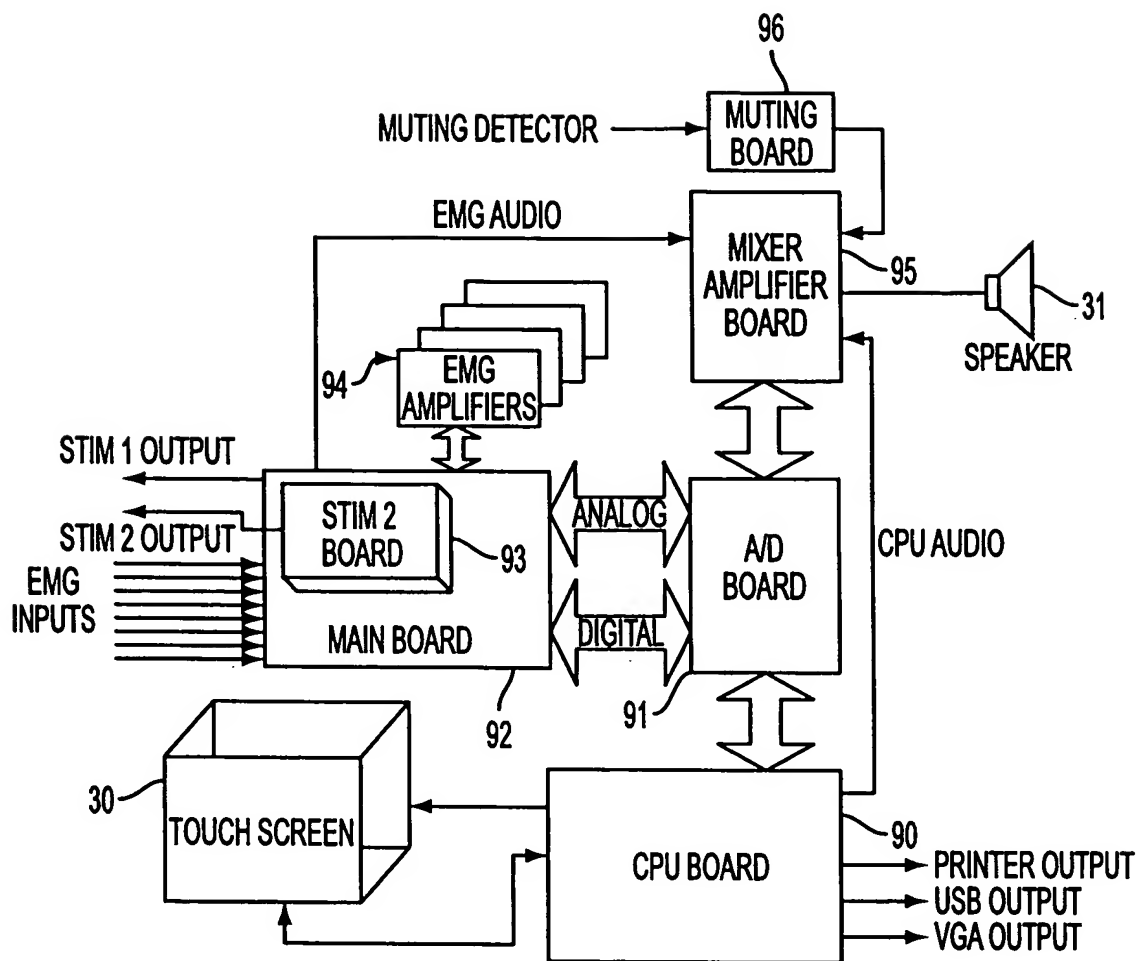 96
MUTING DETECTOR
MUTING
BOARD
EMG AUDIO
MIXER
AMPLIFIER
BOARD
95
31
SPEAKER
94
EMG
AMPLIFIERS
STIM 1 OUTPUT
STIM 2 OUTPUT
STIM 2
BOARD
93
ANALOG
A/D
BOARD
CPU AUDIO
EMG
INPUTS
MAIN BOARD
DIGITAL
92
91
30
TOUCH SCREEN
90
CPU BOARD
PRINTER OUTPUT
USB OUTPUT
VGA OUTPUT